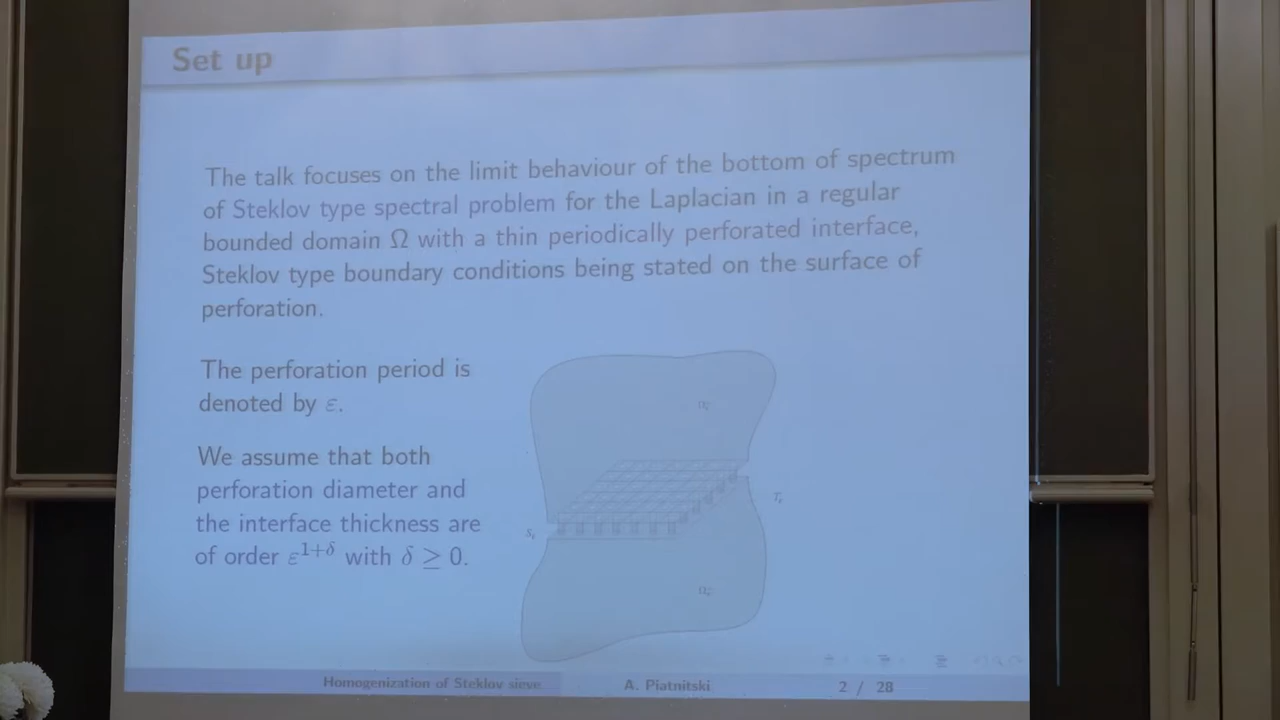 Set up
The talk focuses on the limit behaviour of the bottom of spectrum
of Steklov type spectral problem for the Laplacian in a regular
bounded domain Ω with a thin periodically perforated interface,
Steklov type boundary conditions being stated on the surface of
perforation.
The perforation period is
denoted by ε.
We assume that both
perforation diameter and
the interface thickness are
of order ε^{1+δ} with δ ≥ 0.
Homogenization of Steklov sieve
A. Piatnitski
2 / 28